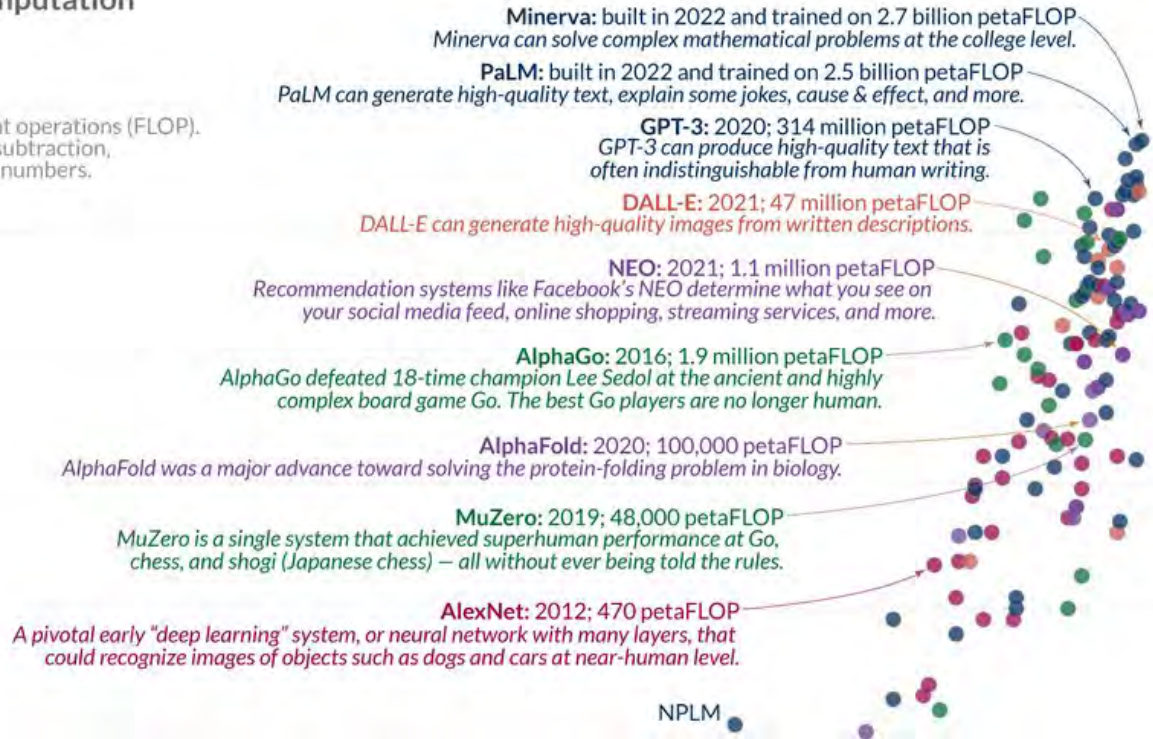 Minerva: built in 2022 and trained on 2.7 billion petaFLOP
Minerva can solve complex mathematical problems at the college level.
PaLM: built in 2022 and trained on 2.5 billion petaFLOP
PaLM can generate high-quality text, explain some jokes, cause & effect, and more.
operations (FLOP).
subtraction,
numbers.
GPT-3: 2020; 314 million petaFLOP
GPT-3 can produce high-quality text that is
often indistinguishable from human writing.
DALL-E: 2021; 47 million petaFLOP
DALL-E can generate high-quality images from written descriptions.
NEO: 2021; 1.1 million petaFLOP
Recommendation systems like Facebook's NEO determine what you see on
your social media feed, online shopping, streaming services, and more.
AlphaGo: 2016; 1.9 million petaFLOP
AlphaGo defeated 18-time champion Lee Sedol at the ancient and highly
complex board game Go. The best Go players are no longer human.
AlphaFold: 2020; 100,000 petaFLOP
AlphaFold was a major advance toward solving the protein-folding problem in biology.
MuZero: 2019; 48,000 petaFLOP
MuZero is a single system that achieved superhuman performance at Go,
chess, and shogi (Japanese chess) — all without ever being told the rules.
AlexNet: 2012; 470 petaFLOP
A pivotal early "deep learning" system, or neural network with many layers, that
could recognize images of objects such as dogs and cars at near-human level.
NPLM